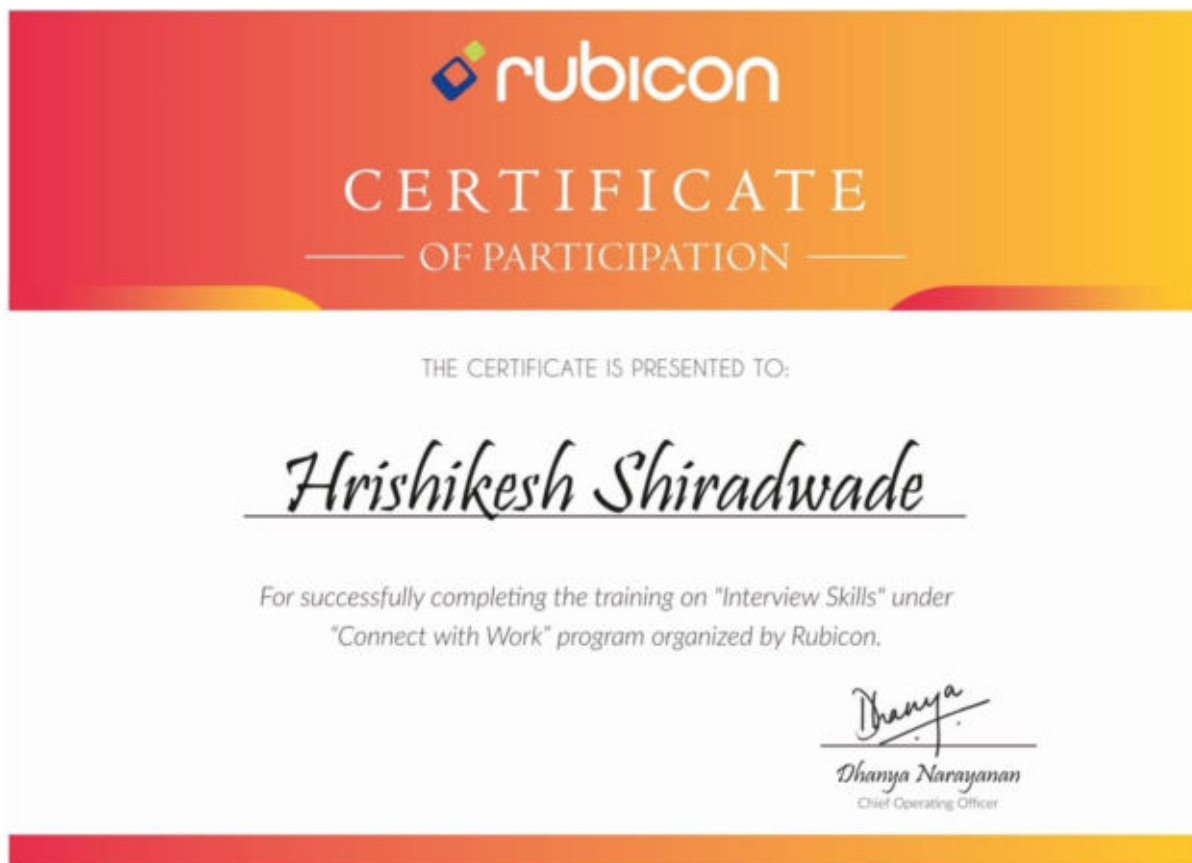 rubicon
CERTIFICATE
OF PARTICIPATION
THE CERTIFICATE IS PRESENTED TO:
Hrishikesh Shiradwade
For successfully completing the training on "Interview Skills" under
"Connect with Work" program organized by Rubicon.
Dhanya
Dhanya Narayanan
Chief Operating Officer